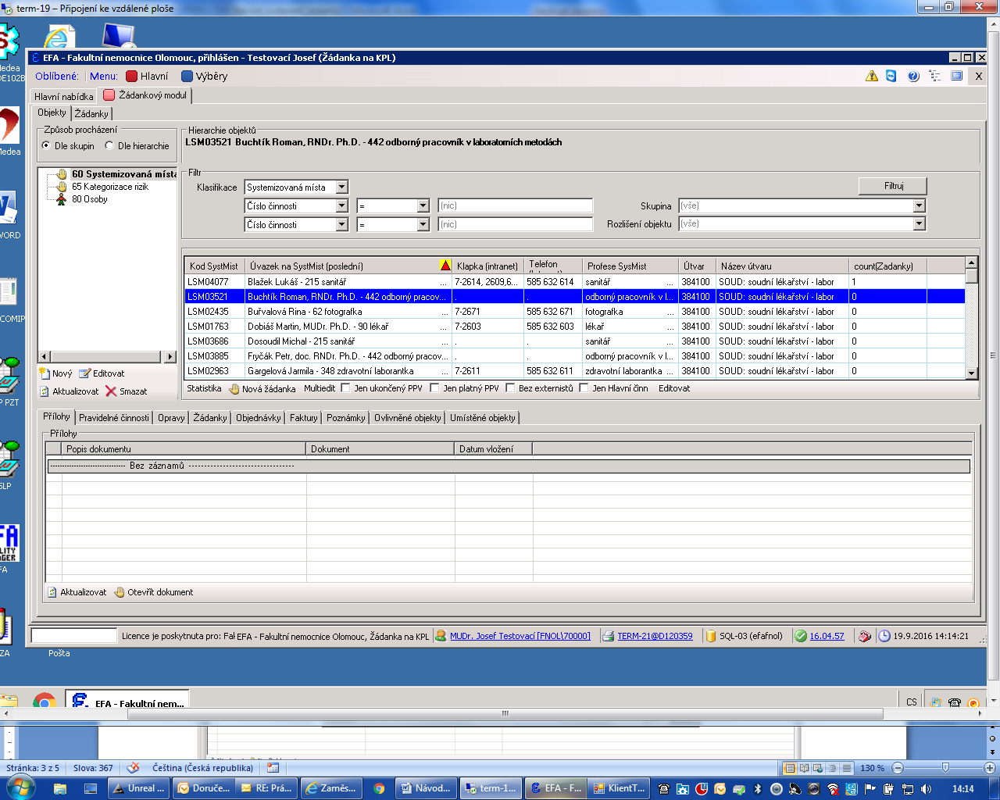 term-19 – Připojení ke vzdálené ploše
EFA - Fakultní nemocnice Olomouc, přihlášen - Testovací Josef (Žádanka na KPL)
Oblíbené: Menu: Hlavní Výběry
X
Hlavní nabídka Žádankový modul
Objekty Žádanky
Způsob procházení
Dle skupin Dle hierarchie
60 Systemizovaná místa
65 Kategorizace rizik
80 Osoby
Nový Editovat
Aktualizovat Smazat
Hierarchie objektů
LSM03521 Buchtík Roman, RNDr. Ph.D. - 442 odborný pracovník v laboratorních metodách
Filtr
Klasifikace Systemizovaná místa Filtruj
Číslo činnosti = (nic) Skupina (vše)
Číslo činnosti = (nic) Rozlišení objektu (vše)
Kod SystMist Úvazek na SystMist (poslední) Klapka (intranet) Telefon Profese SysMist Útvar Název útvaru count(Zadanky)
LSM04077 Blažek Lukáš - 215 sanitář ... 7-2614, 2609,6... 585 632 614 sanitář ... 384100 SOUD: soudní lékařství - labor 1
LSM03521 Buchtík Roman, RNDr. Ph.D. - 442 odborný pracov... . . odborný pracovník v l... 384100 SOUD: soudní lékařství - labor 0
LSM02435 Buřvalová Rina - 62 fotografka ... 7-2671 585 632 671 fotografka ... 384100 SOUD: soudní lékařství - labor 0
LSM01763 Dobiáš Martin, MUDr. Ph.D. - 90 lékař ... 7-2603 585 632 603 lékař ... 384100 SOUD: soudní lékařství - labor 0
LSM03686 Dosoudil Michal - 215 sanitář ... . . sanitář ... 384100 SOUD: soudní lékařství - labor 0
LSM03885 Fryčák Petr, doc. RNDr. Ph.D. - 442 odborný pracov... . . odborný pracovník v l... 384100 SOUD: soudní lékařství - labor 0
LSM02963 Gargelová Jarmila - 348 zdravotní laborantka ... 7-2611 585 632 611 zdravotní laborantka ... 384100 SOUD: soudní lékařství - labor 0
Statistika Nová žádanka Multiedit Jen ukončený PPV Jen platný PPV Bez externistů Jen Hlavní činn Editovat
Přílohy Pravidelné činnosti Opravy Žádanky Objednávky Faktury Poznámky Ovlivněné objekty Umístěné objekty
Přílohy
Popis dokumentu Dokument Datum vložení
-------------------------------- Bez záznamů ----------------------------------
Aktualizovat Otevřít dokument
Licence je poskytnuta pro: Fal EFA - Fakultní nemocnice Olomouc, Žádanka na KPL MUDr. Josef Testovací [FNOL\70000] TERM-21@D120359 SQL-03 (efafnol) 16.04.57 19.9.2016 14:14:21
Pošta
EFA - Fakultní nem... CS
Stránka: 3 z 5 Slova: 367 Čeština (Česká republika) 130 %
Unreal ... Doruče... RE: Prá... Zaměs... Návod... term-1... EFA - F... KlientT... 14:14